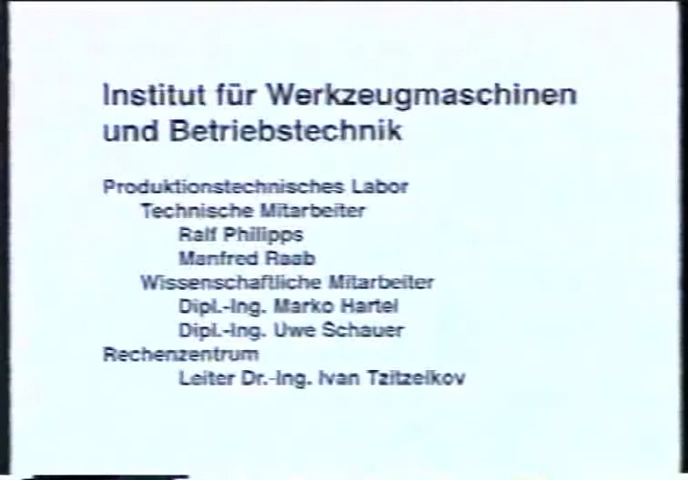 Institut für Werkzeugmaschinen
und Betriebstechnik
Produktionstechnisches Labor
Technische Mitarbeiter
Ralf Philipps
Manfred Raab
Wissenschaftliche Mitarbeiter
Dipl.-Ing. Marko Hartel
Dipl.-Ing. Uwe Schauer
Rechenzentrum
Leiter Dr.-Ing. Ivan Tzitzelkov